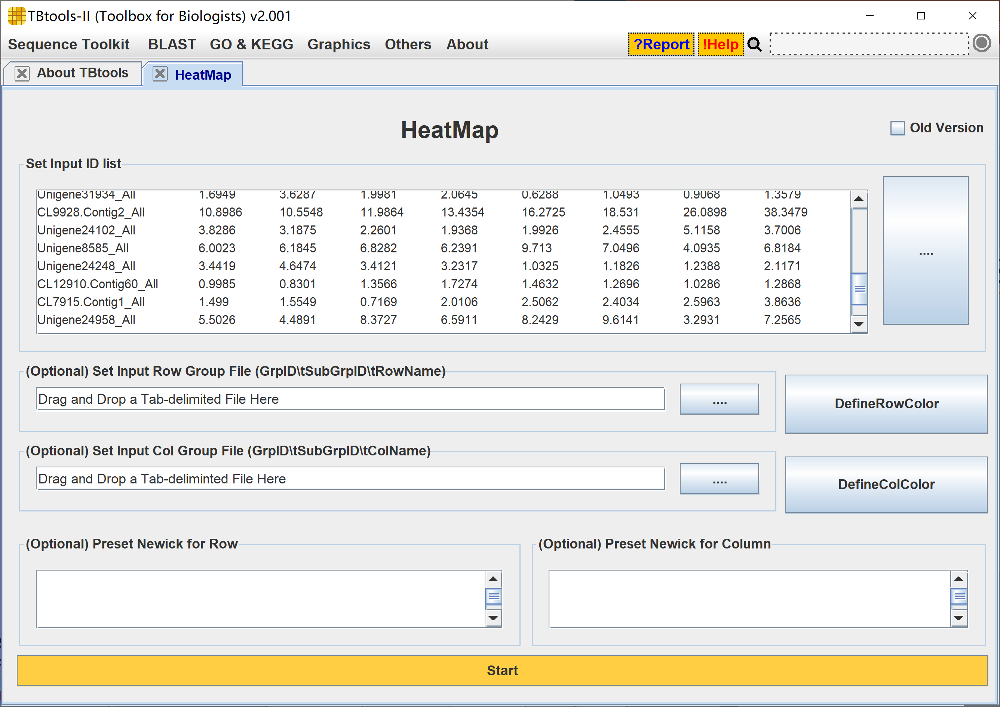 TBtools-II (Toolbox for Biologists) v2.001
Sequence Toolkit BLAST GO & KEGG Graphics Others About ?Report !Help
About TBtools HeatMap
HeatMap
Old Version
Set Input ID list
Unigene31934_All 1.6949 3.6287 1.9981 2.0645 0.6288 1.0493 0.9068 1.3579
CL9928.Contig2_All 10.8986 10.5548 11.9864 13.4354 16.2725 18.531 26.0898 38.3479
Unigene24102_All 3.8286 3.1875 2.2601 1.9368 1.9926 2.4555 5.1158 3.7006
Unigene8585_All 6.0023 6.1845 6.8282 6.2391 9.713 7.0496 4.0935 6.8184
Unigene24248_All 3.4419 4.6474 3.4121 3.2317 1.0325 1.1826 1.2388 2.1171
CL12910.Contig60_All 0.9985 0.8301 1.3566 1.7274 1.4632 1.2696 1.0286 1.2868
CL7915.Contig1_All 1.499 1.5549 0.7169 2.0106 2.5062 2.4034 2.5963 3.8636
Unigene24958_All 5.5026 4.4891 8.3727 6.5911 8.2429 9.6141 3.2931 7.2565
....
(Optional) Set Input Row Group File (GrpID\tSubGrpID\tRowName)
Drag and Drop a Tab-delimited File Here
....
DefineRowColor
(Optional) Set Input Col Group File (GrpID\tSubGrpID\tColName)
Drag and Drop a Tab-deliminted File Here
....
DefineColColor
(Optional) Preset Newick for Row
(Optional) Preset Newick for Column
Start